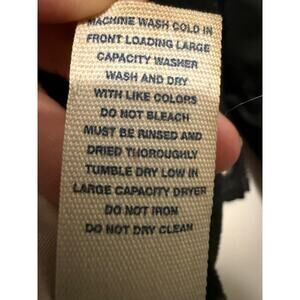 MACHINE WASH COLD IN
FRONT LOADING LARGE
CAPACITY WASHER
WASH AND DRY
WITH LIKE COLORS
DO NOT BLEACH
MUST BE RINSED AND
DRIED THOROUGHLY
TUMBLE DRY LOW IN
LARGE CAPACITY DRYER
DO NOT IRON
DO NOT DRY CLEAN